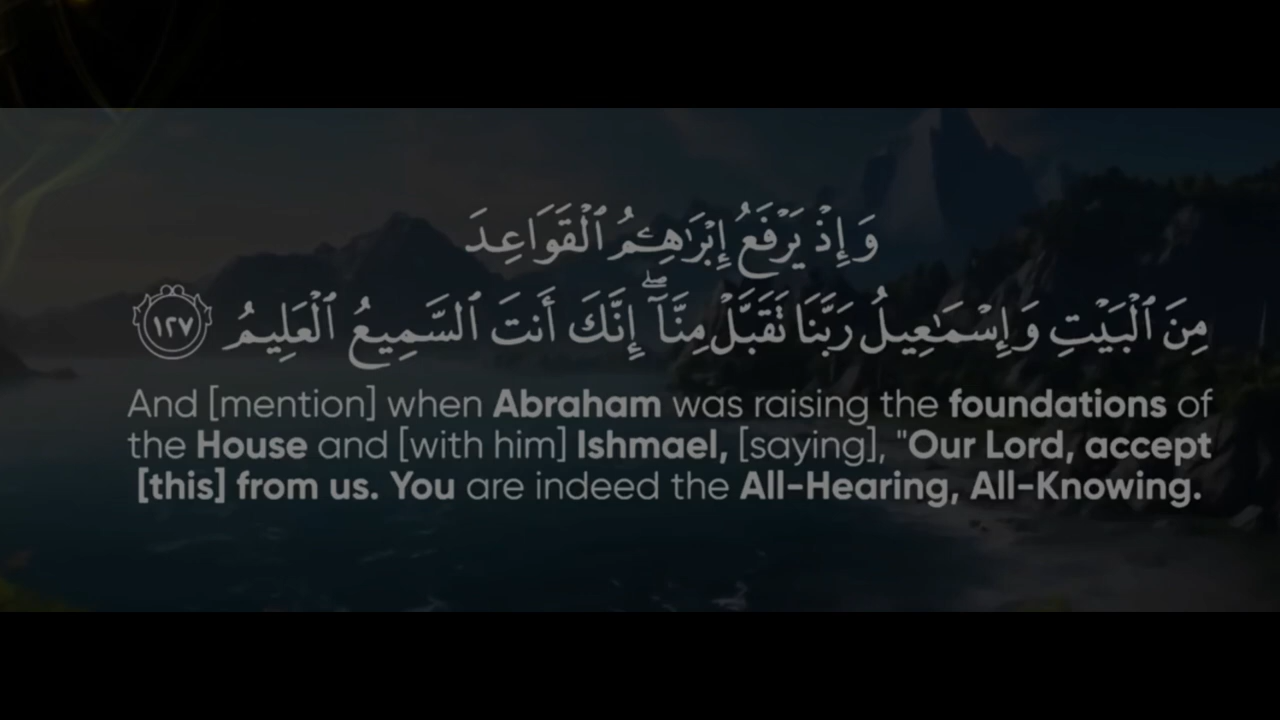 وَإِذْ يَرْفَعُ إِبْرَٰهِـۧمُ ٱلْقَوَاعِدَ
مِنَ ٱلْبَيْتِ وَإِسْمَـٰعِيلُ رَبَّنَا تَقَبَّلْ مِنَّآ ۖ إِنَّكَ أَنتَ ٱلسَّمِيعُ ٱلْعَلِيمُ ١٢٧
And [mention] when Abraham was raising the foundations of
the House and [with him] Ishmael, [saying], "Our Lord, accept
[this] from us. You are indeed the All-Hearing, All-Knowing.